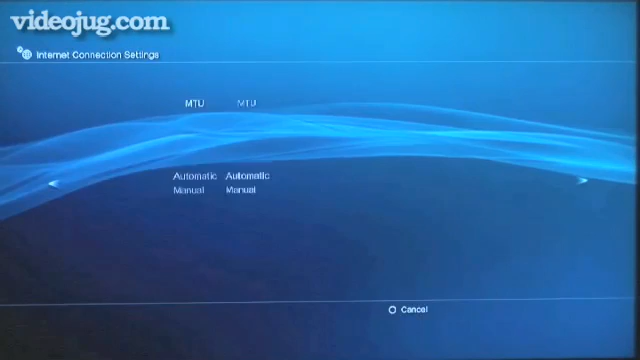 videojug.com
Internet Connection Settings
MTU MTU
Automatic Automatic
Manual Manual
Cancel